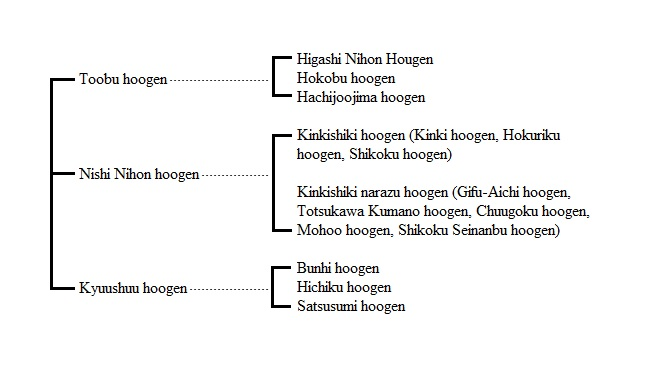 Toobu hoogen
Higashi Nihon Hougen
Hokobu hoogen
Hachijoojima hoogen
Nishi Nihon hoogen
Kinkishiki hoogen (Kinki hoogen, Hokuriku
hoogen, Shikoku hoogen)
Kinkishiki narazu hoogen (Gifu-Aichi hoogen,
Totsukawa Kumano hoogen, Chuugoku hoogen,
Mohoo hoogen, Shikoku Seinanbu hoogen)
Kyuushuu hoogen
Bunhi hoogen
Hichiku hoogen
Satsusumi hoogen